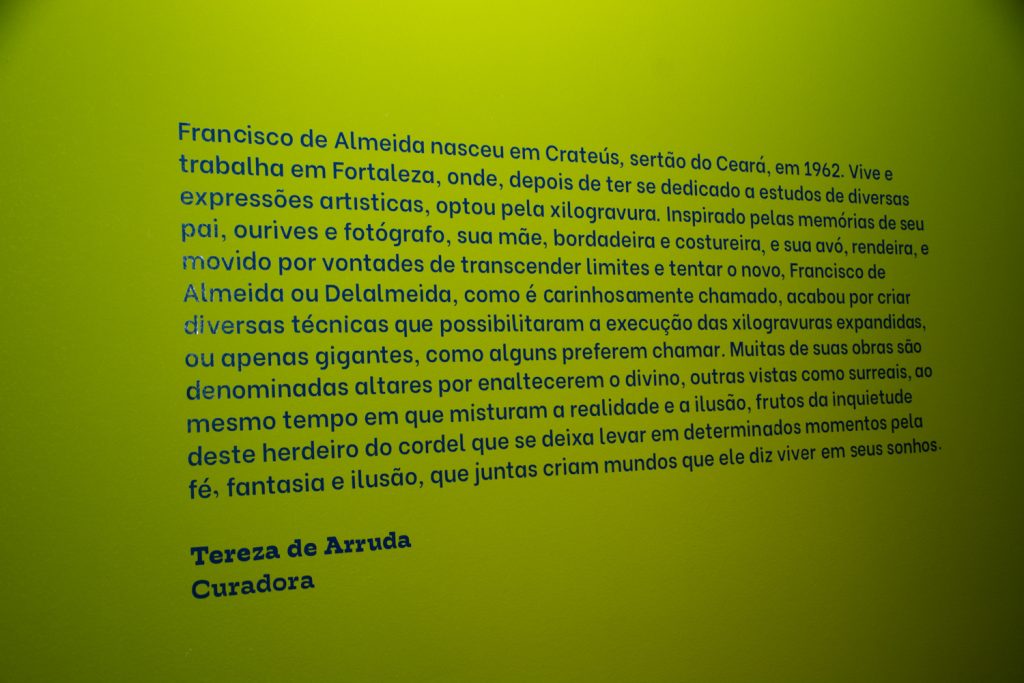 Francisco de Almeida nasceu em Crateús, sertão do Ceará, em 1962. Vive e
trabalha em Fortaleza, onde, depois de ter se dedicado a estudos de diversas
expressões artısticas, optou pela xilogravura. Inspirado pelas memórias de seu
pai, ourives e fotógrafo, sua mãe, bordadeira e costureira, e sua avó, rendeira, e
movido por vontades de transcender limites e tentar o novo, Francisco de
Almeida ou Delalmeida, como é carinhosamente chamado, acabou por criar
diversas técnicas que possibilitaram a execução das xilogravuras expandidas,
ou apenas gigantes, como alguns preferem chamar. Muitas de suas obras são
denominadas altares por enaltecerem o divino, outras vistas como surreais, ao
mesmo tempo em que misturam a realidade e a ilusão, frutos da inquietude
deste herdeiro do cordel que se deixa levar em determinados momentos pela
fé, fantasia e ilusão, que juntas criam mundos que ele diz viver em seus sonhos.
Tereza de Arruda
Curadora